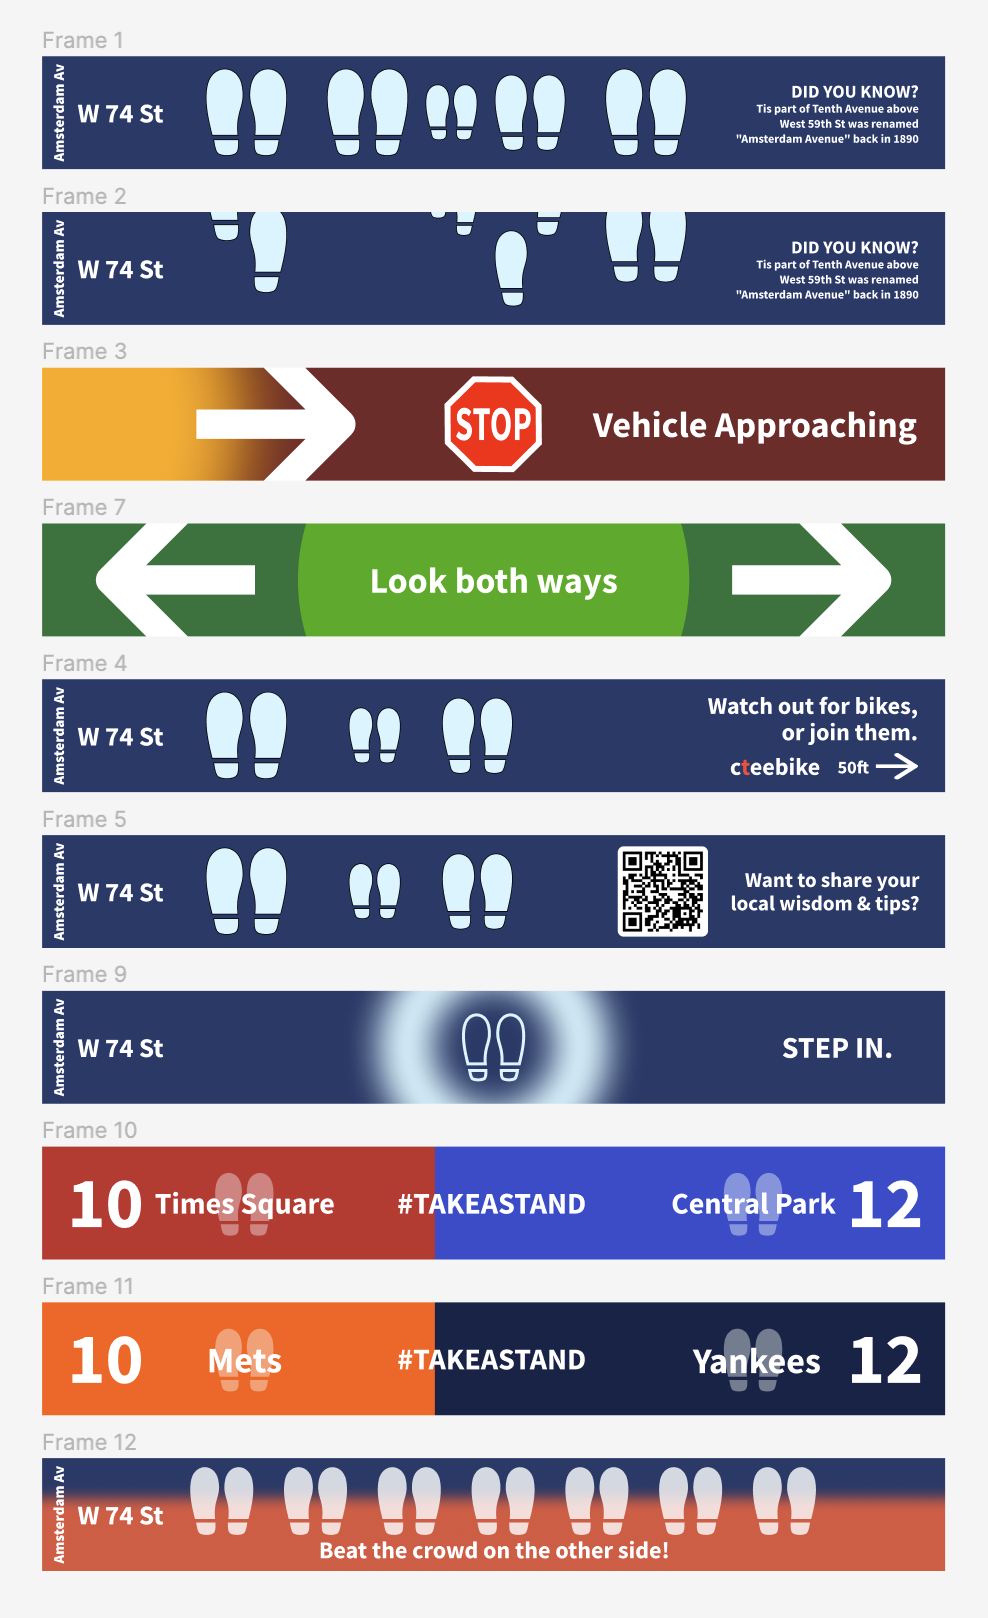 Frame 1
Amsterdam Av
W 74 St
DID YOU KNOW?
Tis part of Tenth Avenue above
West 59th St was renamed
"Amsterdam Avenue" back in 1890
Frame 2
Amsterdam Av
W 74 St
DID YOU KNOW?
Tis part of Tenth Avenue above
West 59th St was renamed
"Amsterdam Avenue" back in 1890
Frame 3
STOP
Vehicle Approaching
Frame 7
Look both ways
Frame 4
Amsterdam Av
W 74 St
Watch out for bikes,
or join them.
cteebike 50ft
Frame 5
Amsterdam Av
W 74 St
Want to share your
local wisdom & tips?
Frame 9
Amsterdam Av
W 74 St
STEP IN.
Frame 10
10 Times Square #TAKEASTAND Central Park 12
Frame 11
10 Mets #TAKEASTAND Yankees 12
Frame 12
Amsterdam Av
W 74 St
Beat the crowd on the other side!